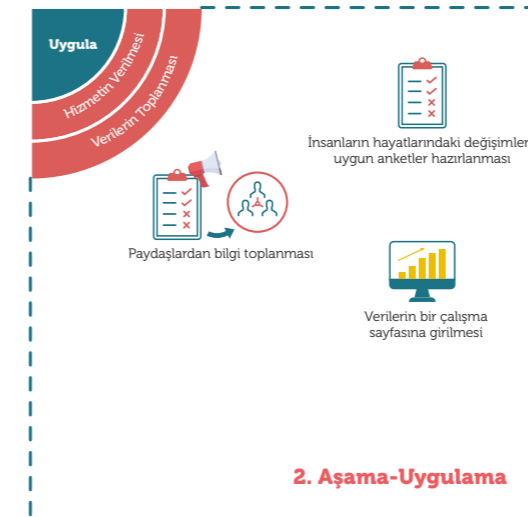 Uygula
Hizmetin Verilmesi
Verilerin Toplanması
İnsanların hayatlarındaki değişimler
uygun anketler hazırlanması
Paydaşlardan bilgi toplanması
Verilerin bir çalışma
sayfasına girilmesi
2. Aşama-Uygulama